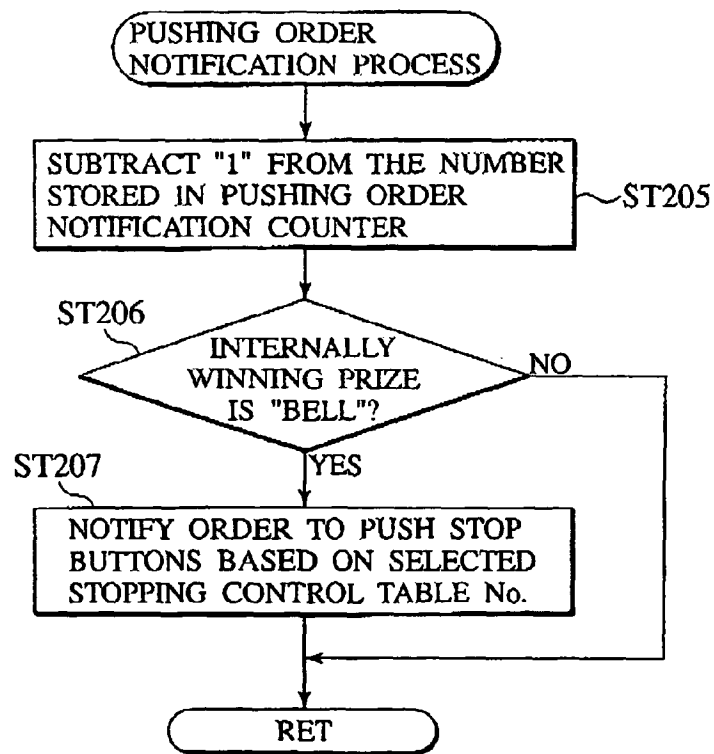 PUSHING ORDER
NOTIFICATION PROCESS
SUBTRACT "1" FROM THE NUMBER
STORED IN PUSHING ORDER
NOTIFICATION COUNTER
ST205
ST206
INTERNALLY
WINNING PRIZE
IS "BELL"?
NO
YES
ST207
NOTIFY ORDER TO PUSH STOP
BUTTONS BASED ON SELECTED
STOPPING CONTROL TABLE No.
RET